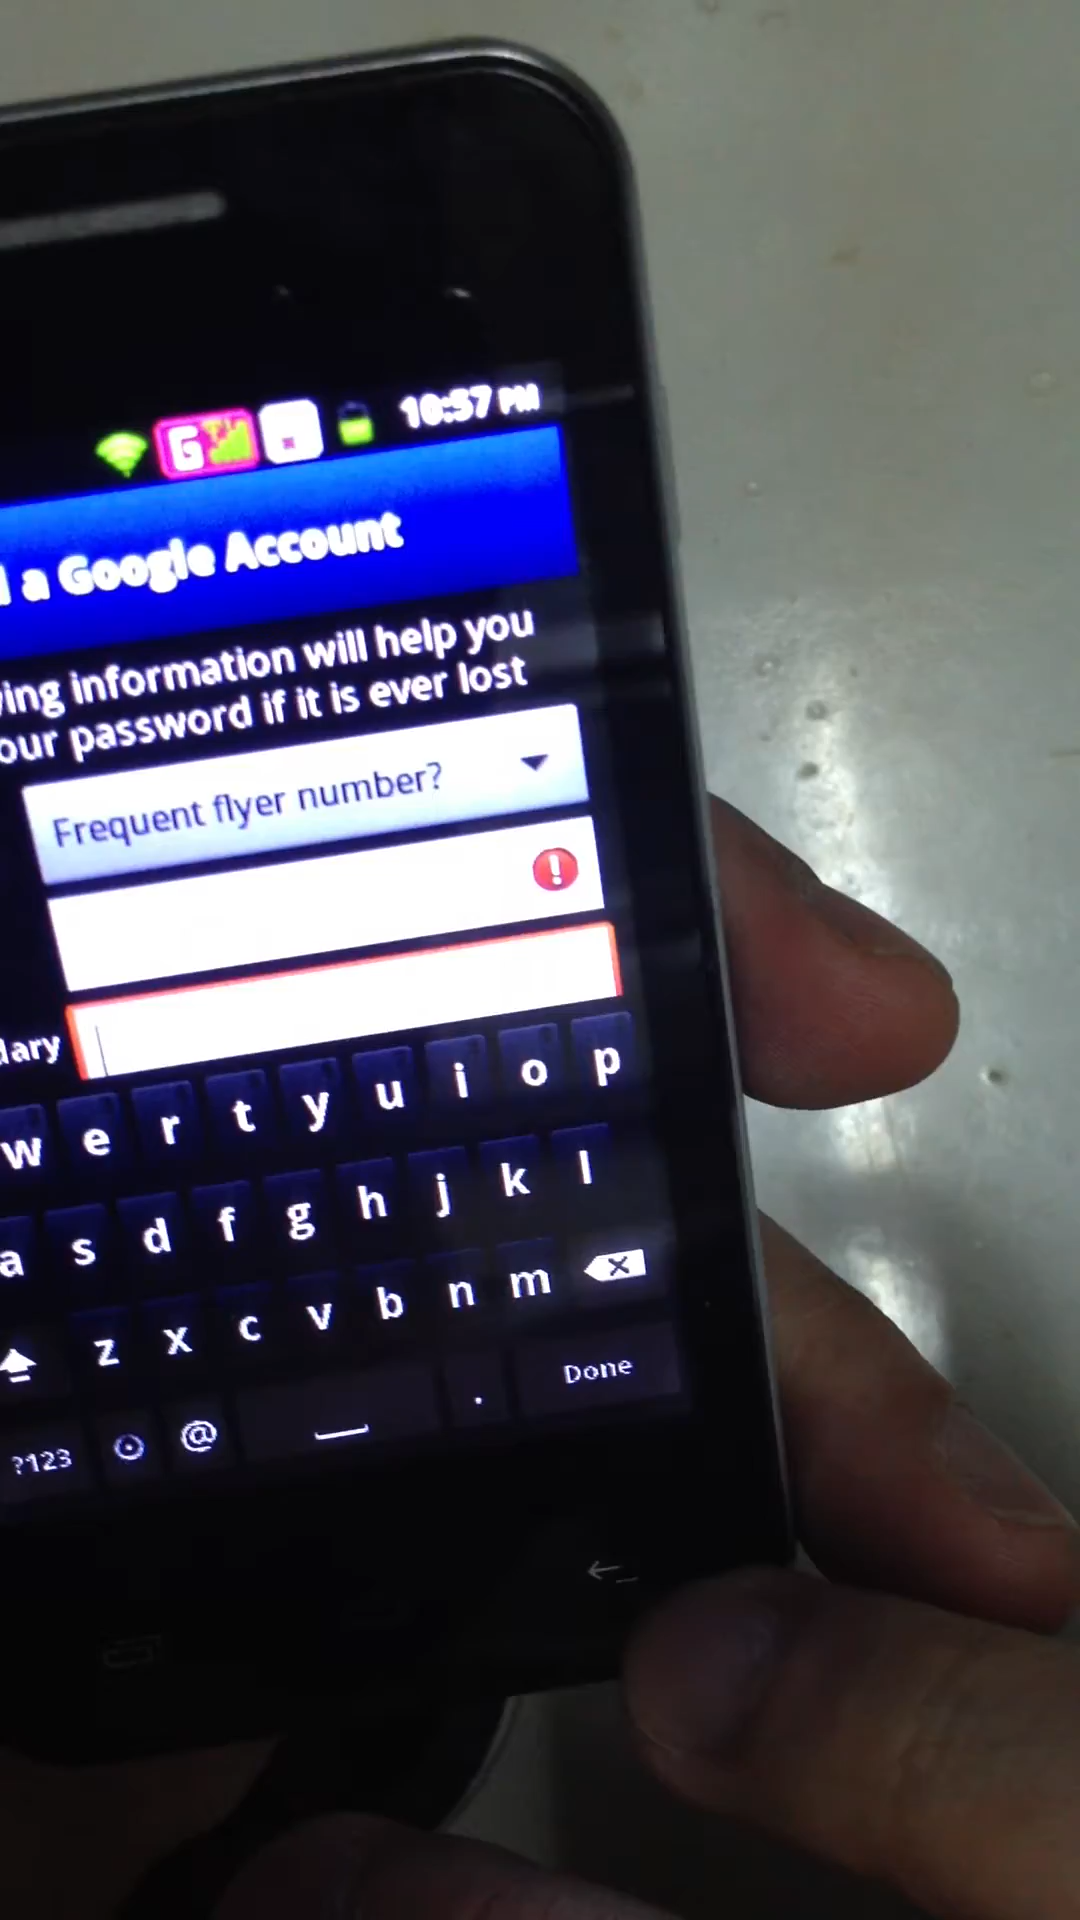 G 10:57 PM
a Google Account
ing information will help you
our password if it is ever lost
Frequent flyer number?
!
dary
w e r t y u i o p
a s d f g h j k l
z x c v b n m
?123 @ . Done